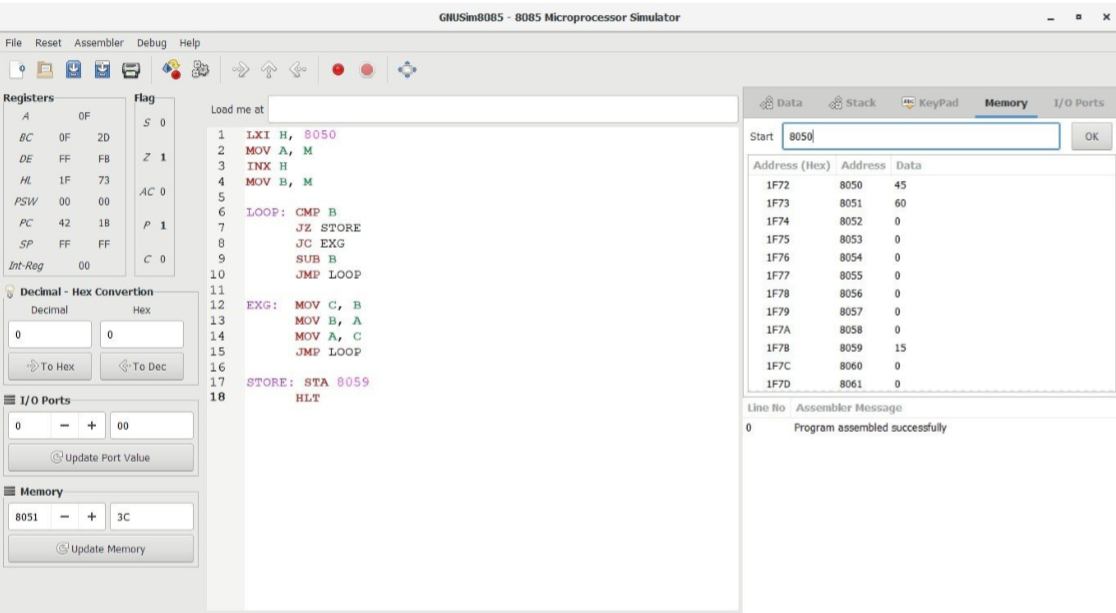 GNUSim8085 - 8085 Microprocessor Simulator
File Reset Assembler Debug Help
Registers
A 0F
BC 0F 2D
DE FF FB
HL 1F 73
PSW 00 00
PC 42 1B
SP FF FF
Int-Reg 00
Flag
S 0
Z 1
AC 0
P 1
C 0
Decimal - Hex Convertion
Decimal Hex
0 0
To Hex To Dec
I/O Ports
0 − + 00
Update Port Value
Memory
8051 − + 3C
Update Memory
Load me at
1 LXI H, 8050
2 MOV A, M
3 INX H
4 MOV B, M
5
6 LOOP: CMP B
7 JZ STORE
8 JC EXG
9 SUB B
10 JMP LOOP
11
12 EXG: MOV C, B
13 MOV B, A
14 MOV A, C
15 JMP LOOP
16
17 STORE: STA 8059
18 HLT
Data Stack KeyPad Memory I/O Ports
Start 8050 OK
Address (Hex) Address Data
1F72 8050 45
1F73 8051 60
1F74 8052 0
1F75 8053 0
1F76 8054 0
1F77 8055 0
1F78 8056 0
1F79 8057 0
1F7A 8058 0
1F7B 8059 15
1F7C 8060 0
1F7D 8061 0
Line No Assembler Message
0 Program assembled successfully